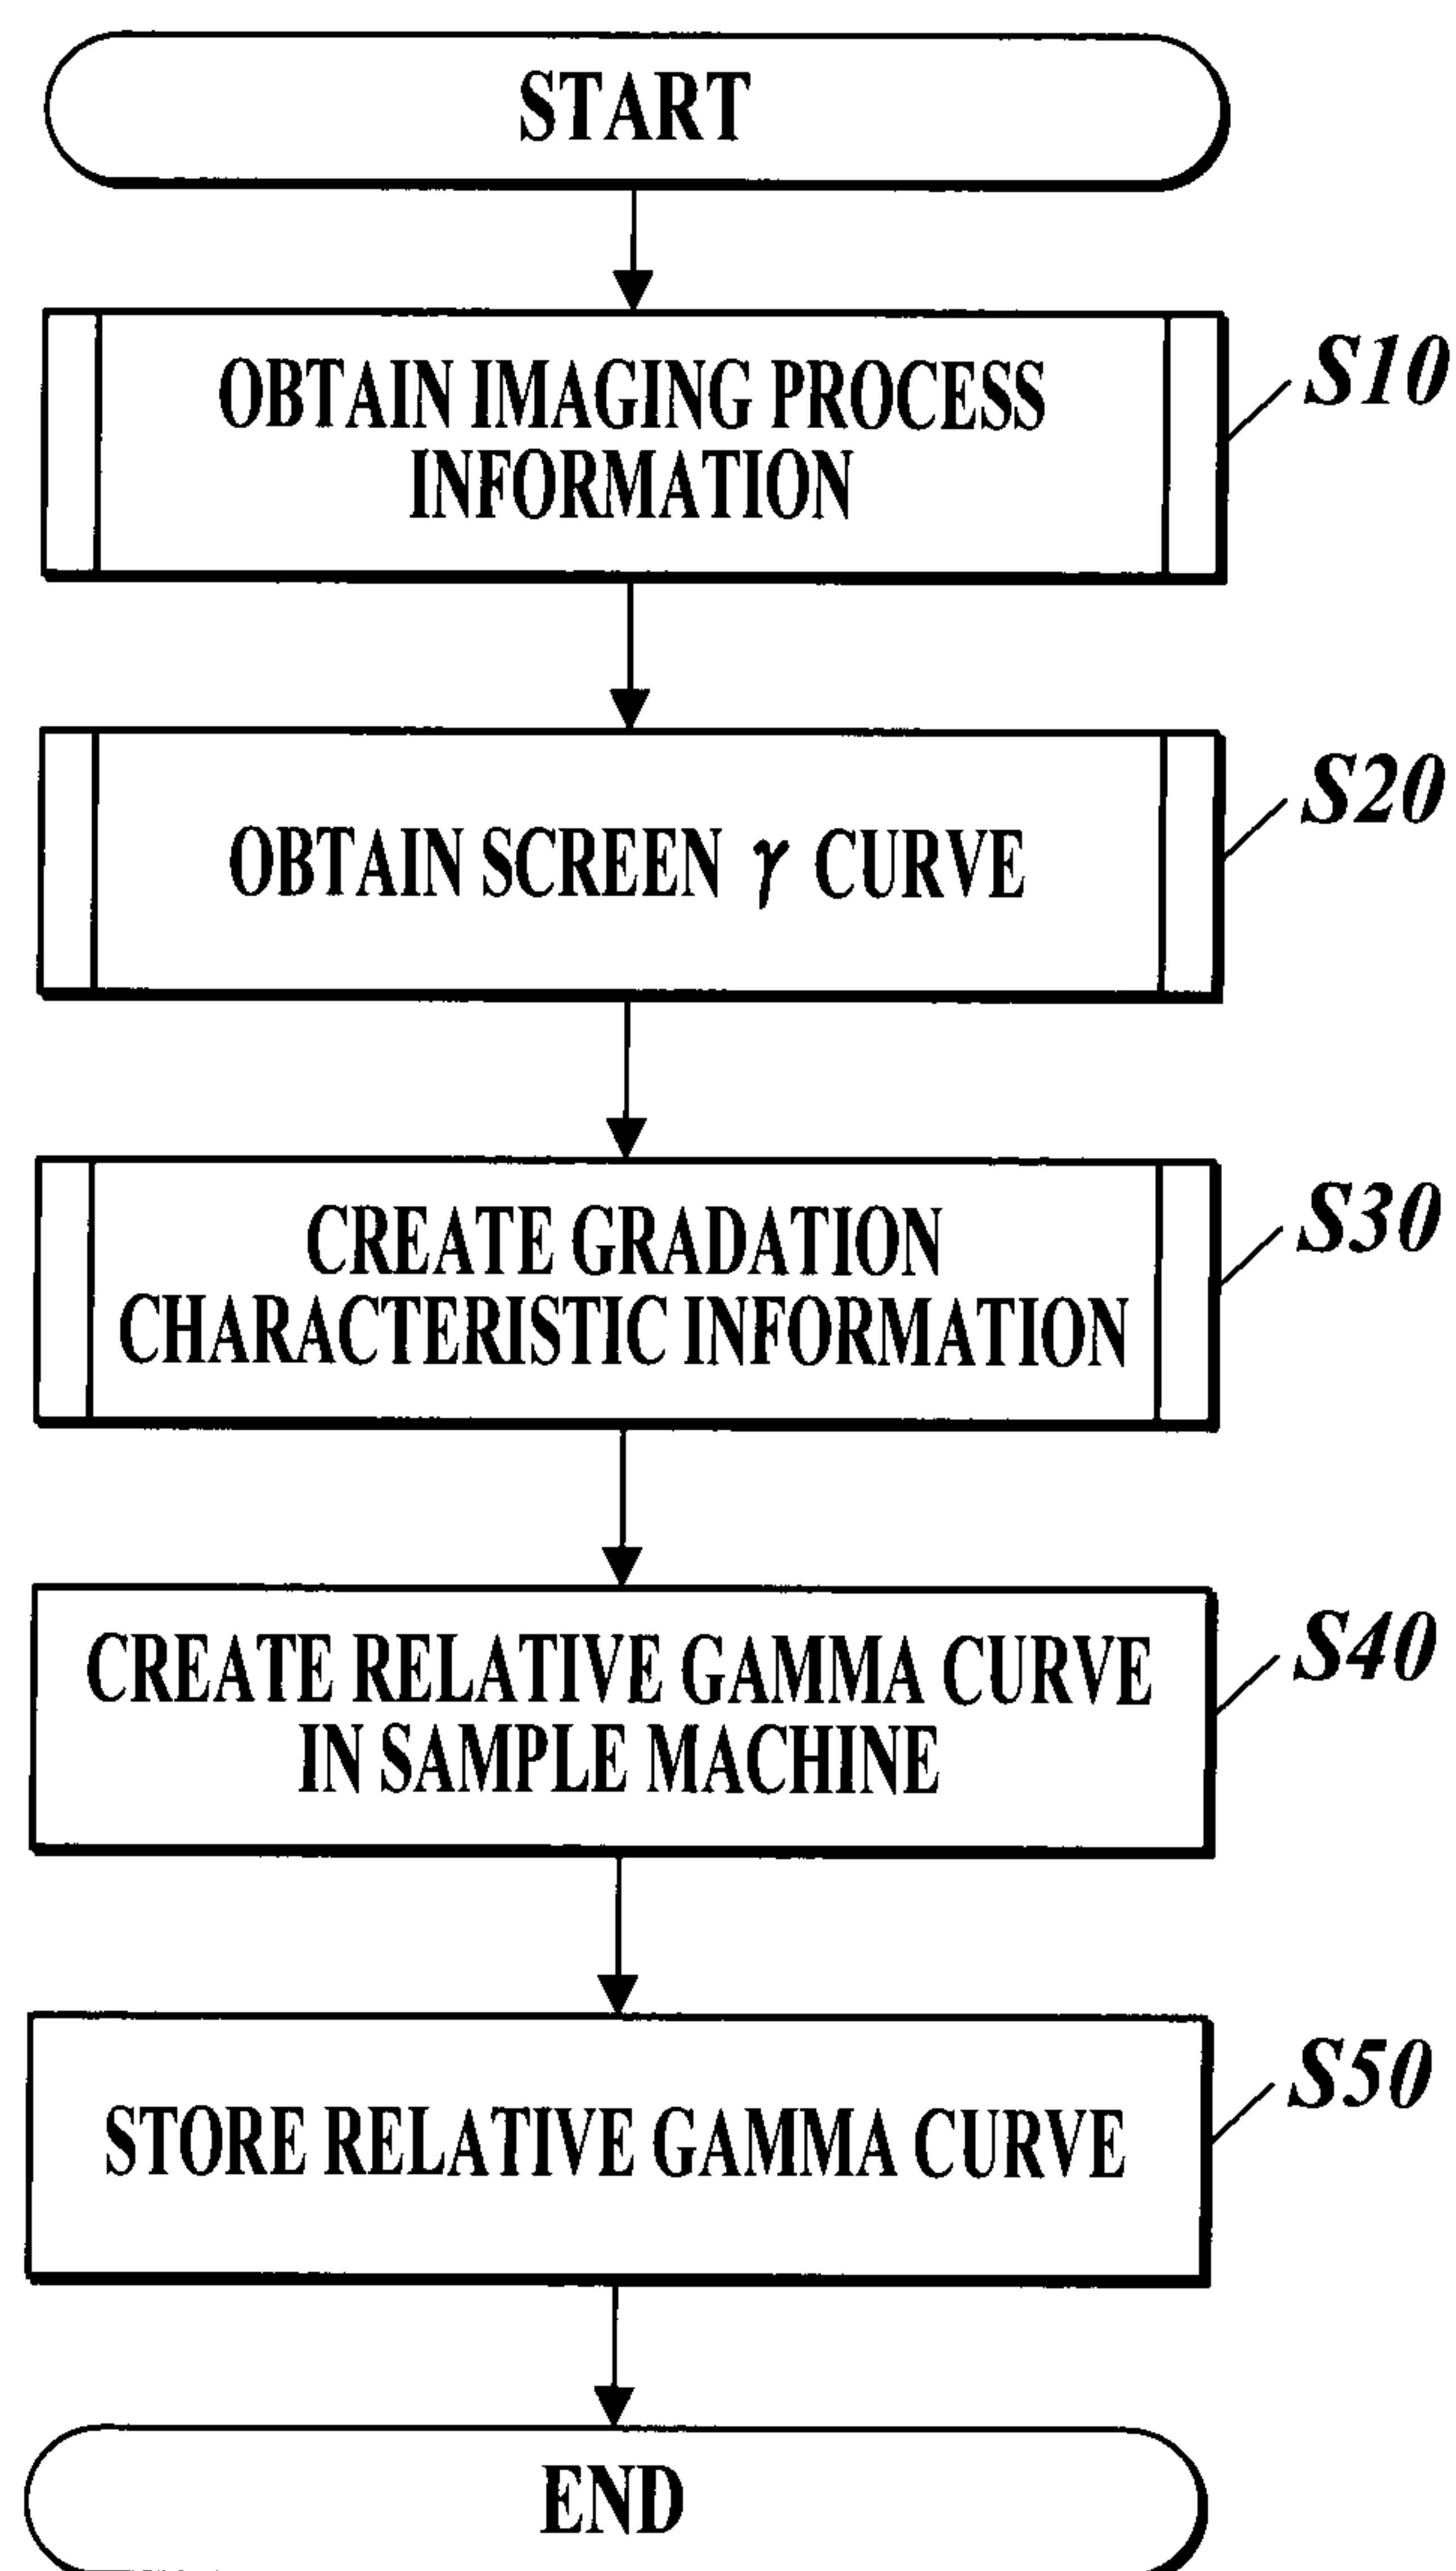 START
OBTAIN IMAGING PROCESS
INFORMATION
S10
OBTAIN SCREEN γ CURVE
S20
CREATE GRADATION
CHARACTERISTIC INFORMATION
S30
CREATE RELATIVE GAMMA CURVE
IN SAMPLE MACHINE
S40
STORE RELATIVE GAMMA CURVE
S50
END